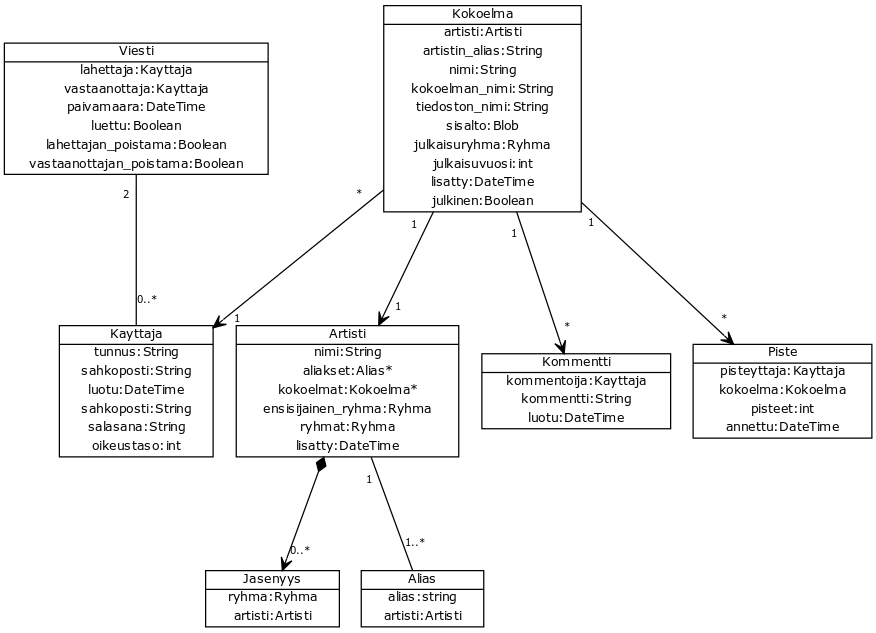 Kokoelma
artisti:Artisti
artistin_alias:String
nimi:String
kokoelman_nimi:String
tiedoston_nimi:String
sisalto:Blob
julkaisuryhma:Ryhma
julkaisuvuosi:int
lisatty:DateTime
julkinen:Boolean
Viesti
lahettaja:Kayttaja
vastaanottaja:Kayttaja
paivamaara:DateTime
luettu:Boolean
lahettajan_poistama:Boolean
vastaanottajan_poistama:Boolean
2
0..*
*
1
1
1
1
*
1
*
Kayttaja
tunnus:String
sahkoposti:String
luotu:DateTime
sahkoposti:String
salasana:String
oikeustaso:int
Artisti
nimi:String
aliakset:Alias*
kokoelmat:Kokoelma*
ensisijainen_ryhma:Ryhma
ryhmat:Ryhma
lisatty:DateTime
Kommentti
kommentoija:Kayttaja
kommentti:String
luotu:DateTime
Piste
pisteyttaja:Kayttaja
kokoelma:Kokoelma
pisteet:int
annettu:DateTime
0..*
1
1..*
Jasenyys
ryhma:Ryhma
artisti:Artisti
Alias
alias:string
artisti:Artisti